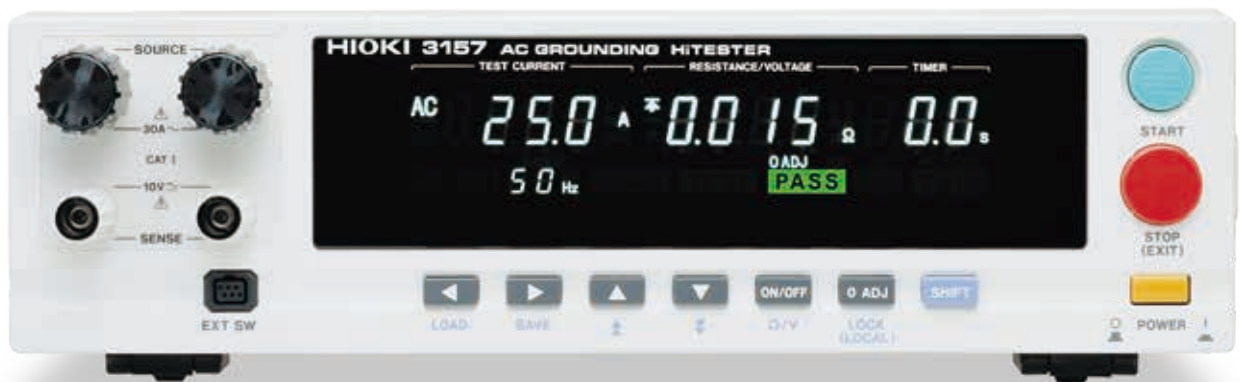 SOURCE
30A
CAT I
10V
SENSE
EXT SW
HIOKI 3157 AC GROUNDING HiTESTER
TEST CURRENT RESISTANCE/VOLTAGE TIMER
AC 25.0 A 0.015 Ω 0.0 s
0 ADJ
50 Hz PASS
ON/OFF 0 ADJ SHIFT
LOAD SAVE Ω/V LOCK
(LOCAL)
START
STOP
(EXIT)
POWER